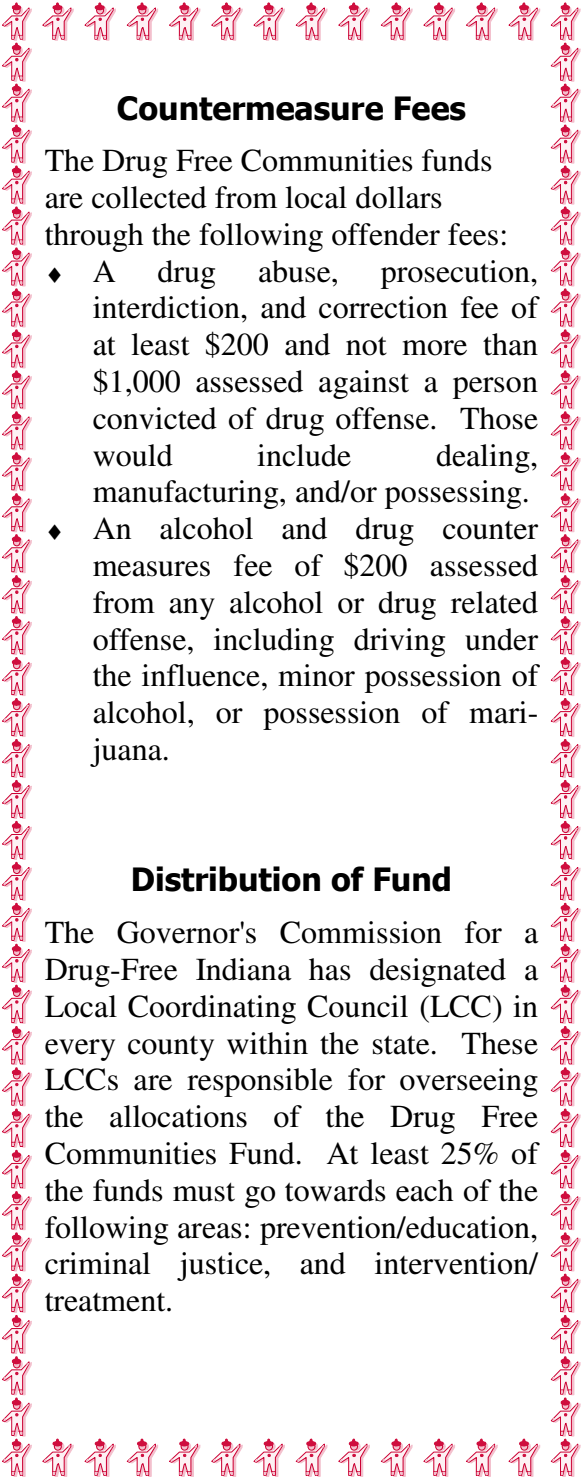 Countermeasure Fees
The Drug Free Communities funds
are collected from local dollars
through the following offender fees:
♦ A drug abuse, prosecution,
interdiction, and correction fee of
at least $200 and not more than
$1,000 assessed against a person
convicted of drug offense. Those
would include dealing,
manufacturing, and/or possessing.
♦ An alcohol and drug counter
measures fee of $200 assessed
from any alcohol or drug related
offense, including driving under
the influence, minor possession of
alcohol, or possession of mari-
juana.
Distribution of Fund
The Governor's Commission for a
Drug-Free Indiana has designated a
Local Coordinating Council (LCC) in
every county within the state. These
LCCs are responsible for overseeing
the allocations of the Drug Free
Communities Fund. At least 25% of
the funds must go towards each of the
following areas: prevention/education,
criminal justice, and intervention/
treatment.